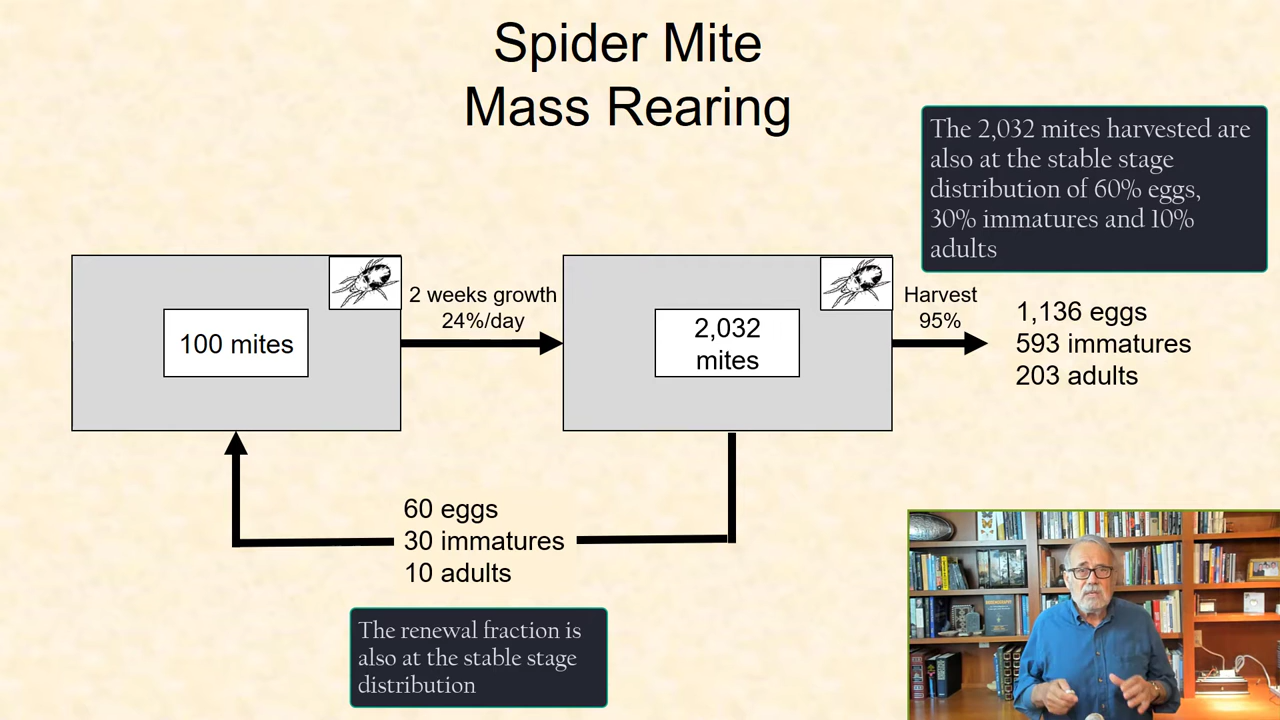 Spider Mite
Mass Rearing
The 2,032 mites harvested are
also at the stable stage
distribution of 60% eggs,
30% immatures and 10%
adults
100 mites
2 weeks growth
24%/day
2,032
mites
Harvest
95%
1,136 eggs
593 immatures
203 adults
60 eggs
30 immatures
10 adults
The renewal fraction is
also at the stable stage
distribution